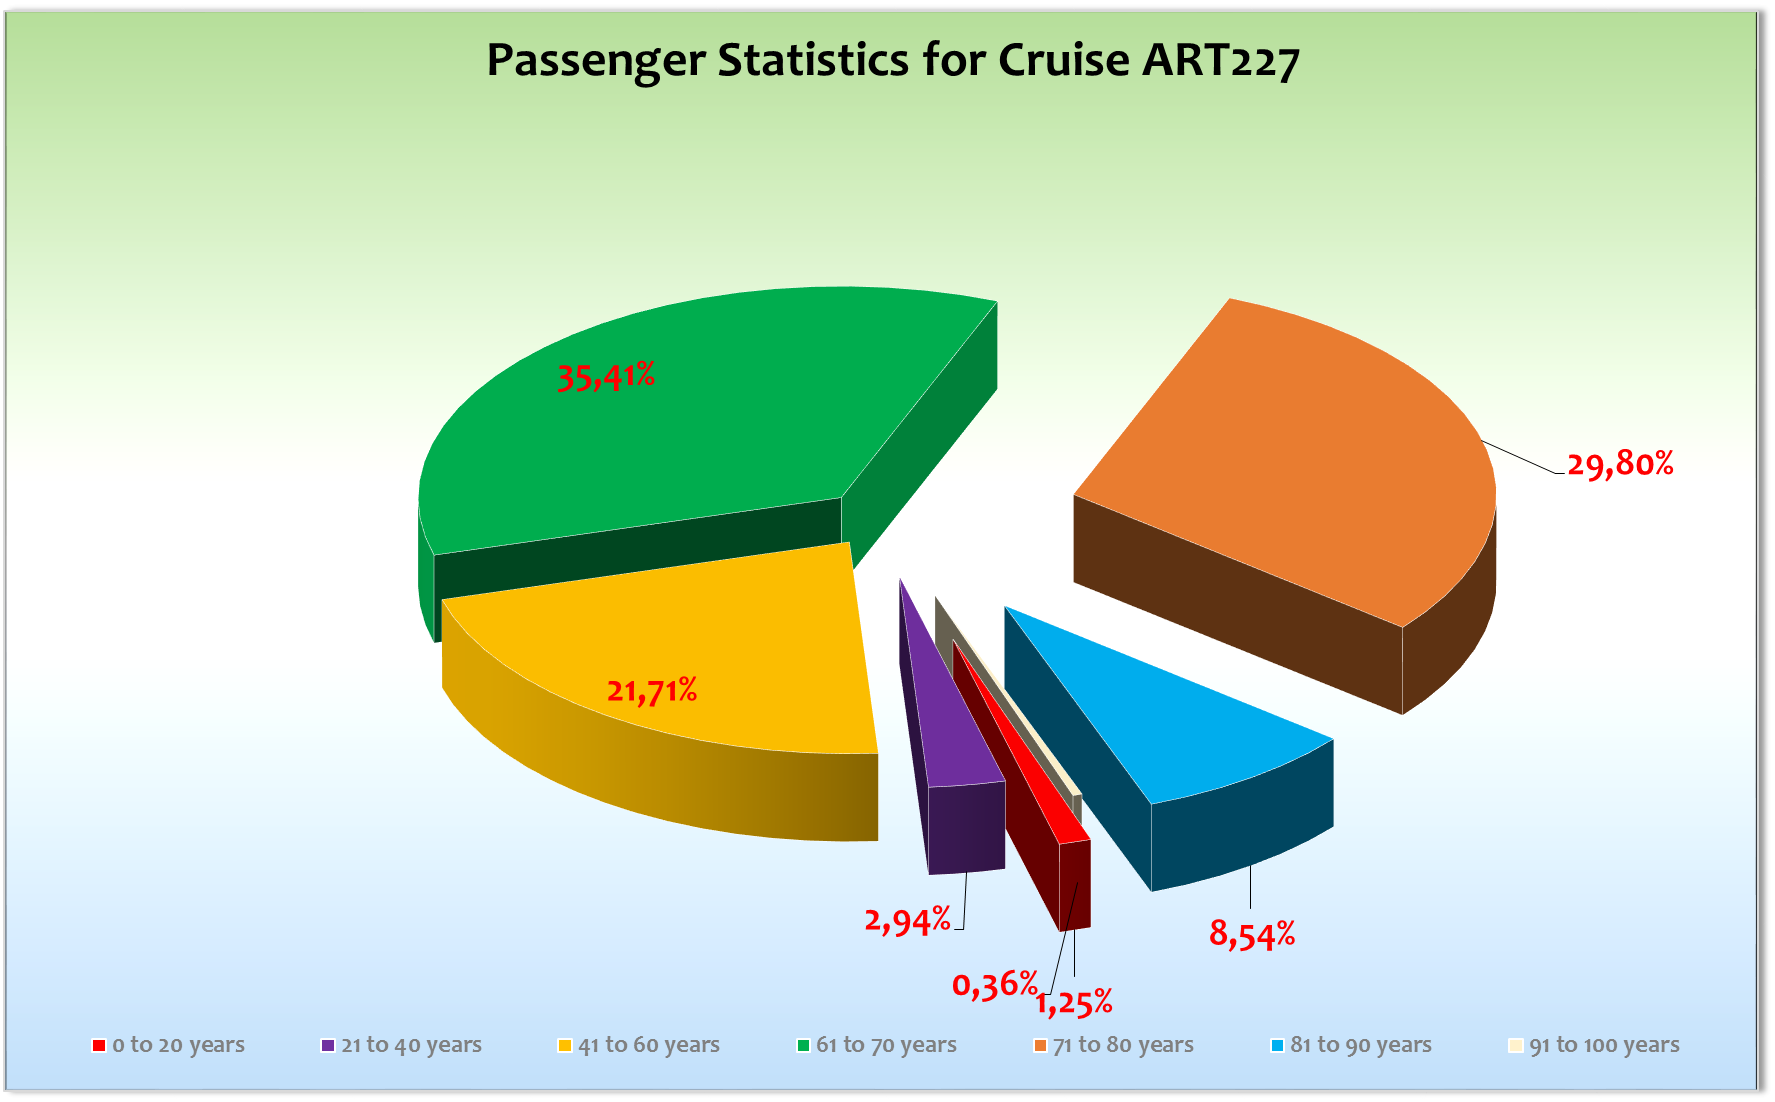 Passenger Statistics for Cruise ART227
35,41%
29,80%
21,71%
2,94%
8,54%
0,36%
1,25%
0 to 20 years
21 to 40 years
41 to 60 years
61 to 70 years
71 to 80 years
81 to 90 years
91 to 100 years